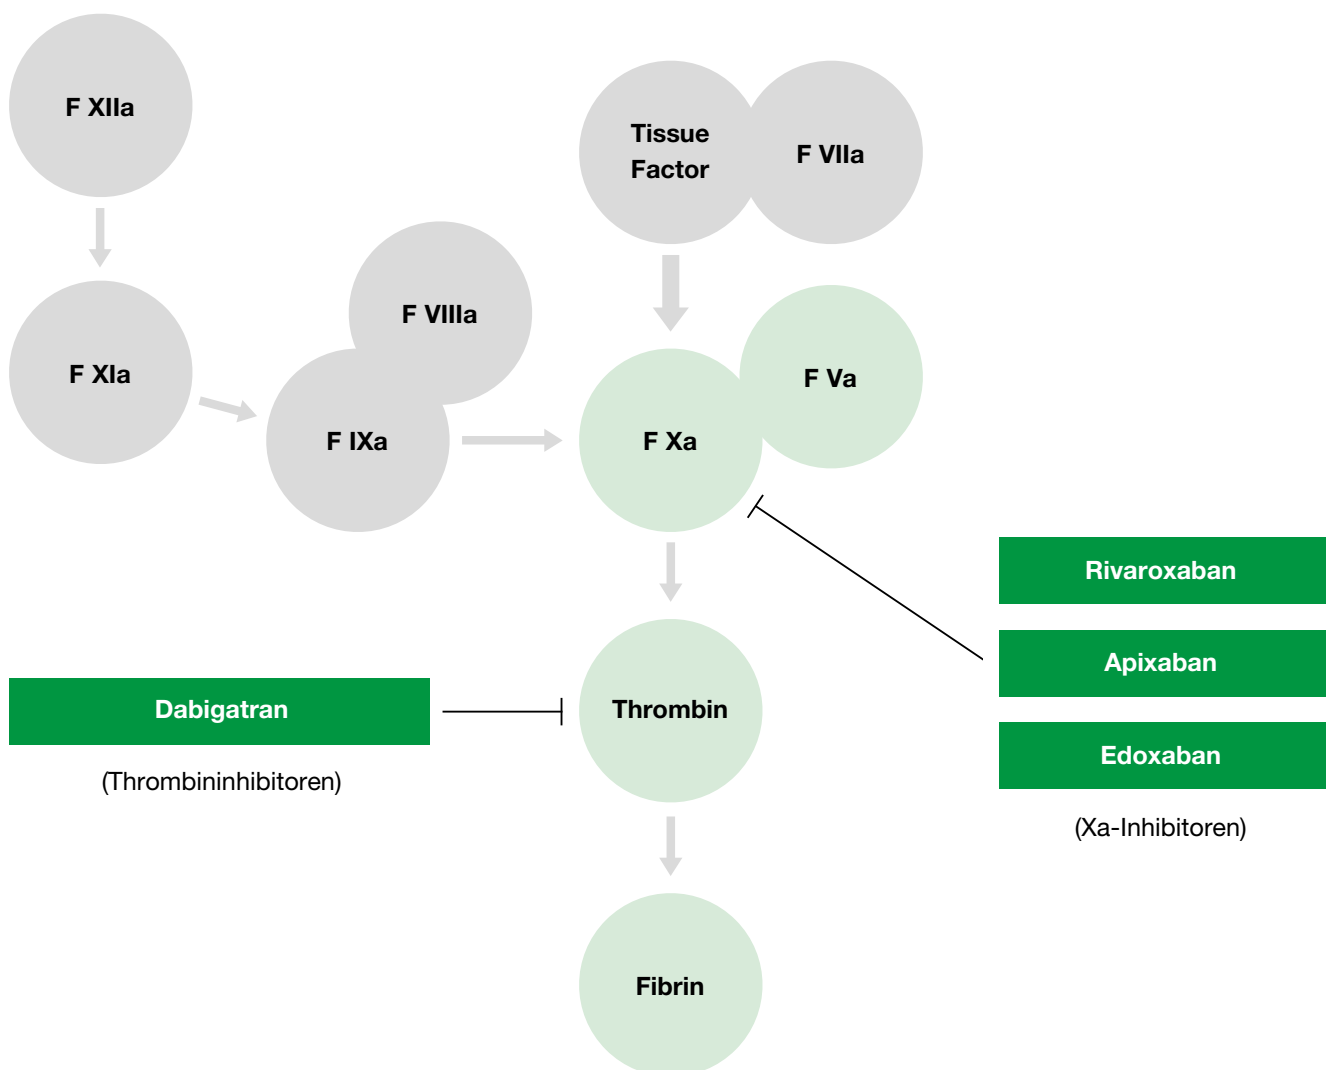 F XIIa
Tissue
Factor
F VIIa
F VIIIa
F XIa
F Va
F IXa
F Xa
Rivaroxaban
Apixaban
Dabigatran
Thrombin
Edoxaban
(Thrombininhibitoren)
(Xa-Inhibitoren)
Fibrin